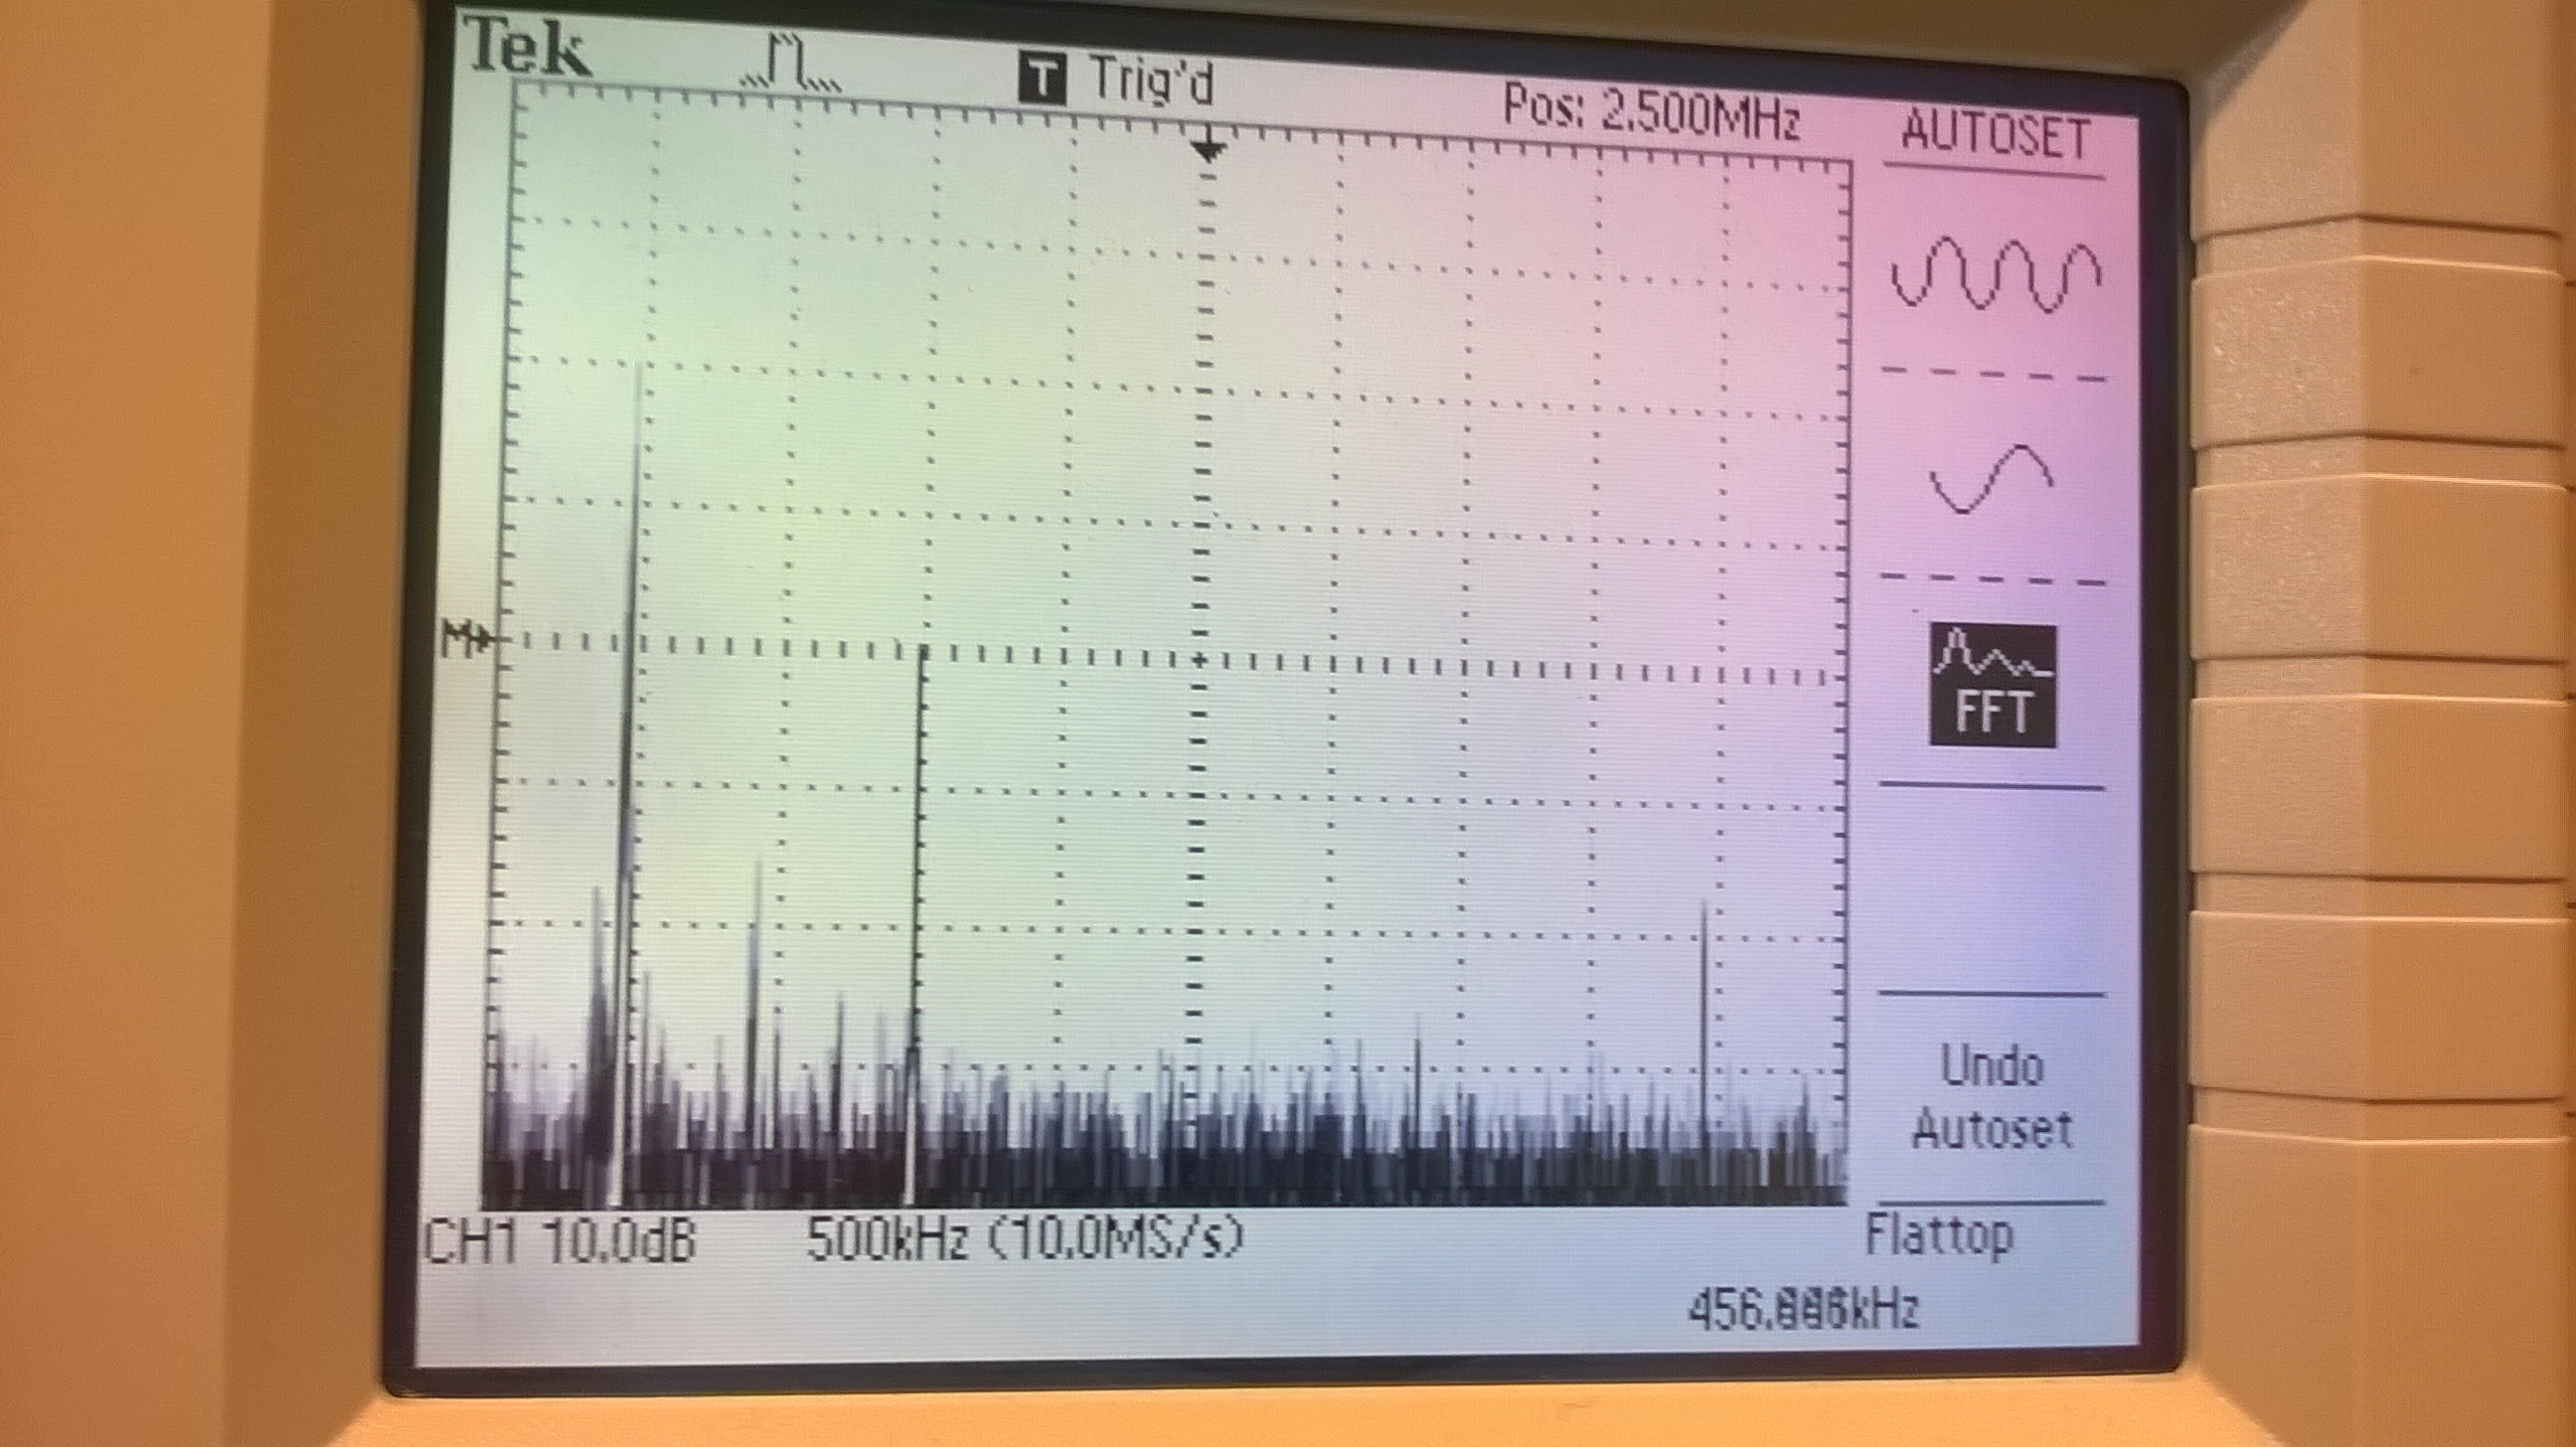 Tek T Trig'd Pos: 2.500MHz AUTOSET
M
FFT
Undo
Autoset
CH1 10.0dB 500kHz (10.0MS/s) Flattop